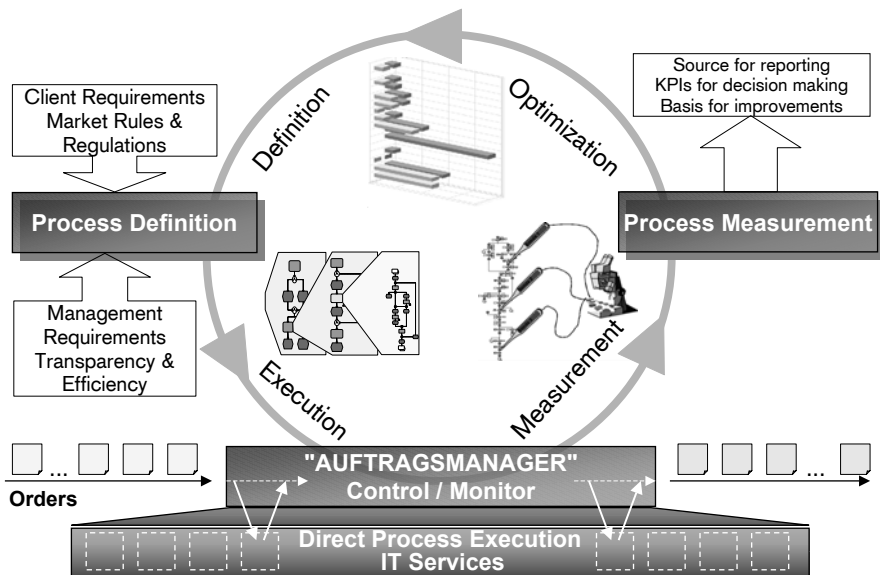 Client Requirements
Market Rules &
Regulations
Definition
Optimization
Source for reporting
KPIs for decision making
Basis for improvements
Process Definition
Process Measurement
Management
Requirements
Transparency &
Efficiency
Execution
Measurement
...
Orders
"AUFTRAGSMANAGER"
Control / Monitor
...
Direct Process Execution
IT Services